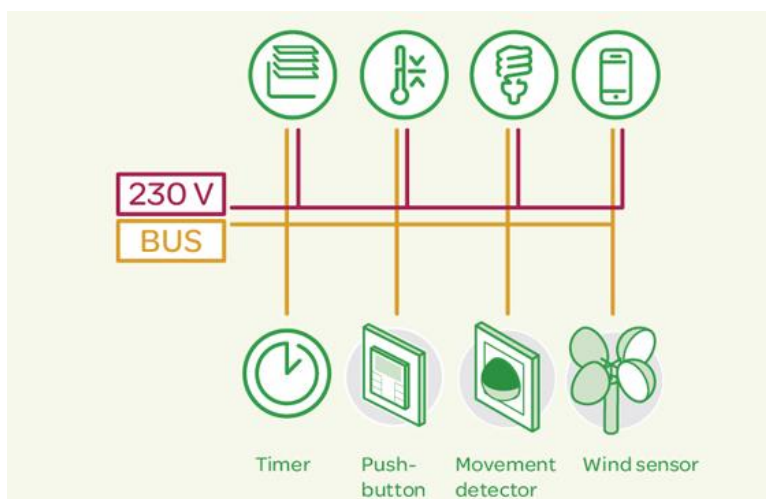 230 V
BUS
Timer
Push-
button
Movement
detector
Wind sensor